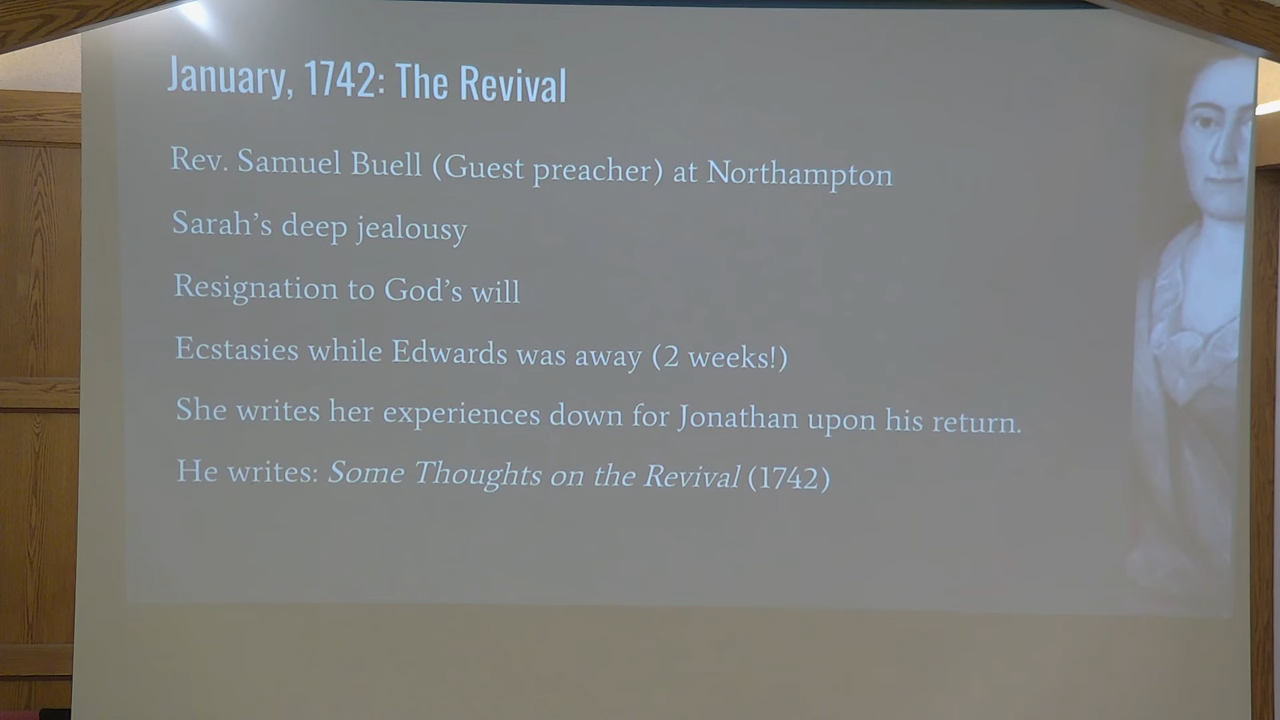 January, 1742: The Revival
Rev. Samuel Buell (Guest preacher) at Northampton
Sarah's deep jealousy
Resignation to God's will
Ecstasies while Edwards was away (2 weeks!)
She writes her experiences down for Jonathan upon his return.
He writes: Some Thoughts on the Revival (1742)